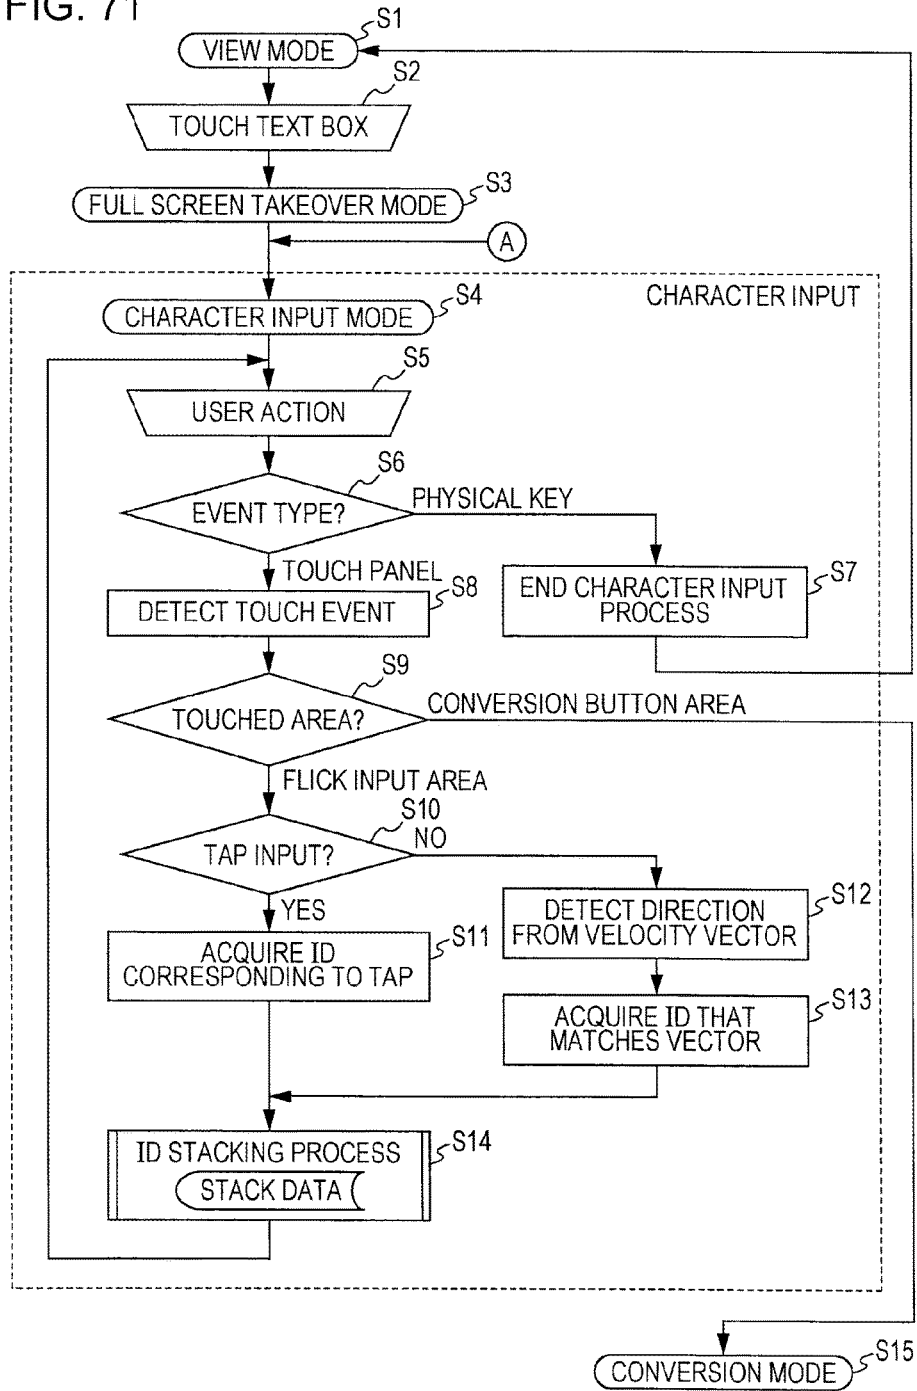 FIG. 71
S1
VIEW MODE
S2
TOUCH TEXT BOX
S3
FULL SCREEN TAKEOVER MODE
A
CHARACTER INPUT
S4
CHARACTER INPUT MODE
S5
USER ACTION
S6
EVENT TYPE?
PHYSICAL KEY
TOUCH PANEL
S7
END CHARACTER INPUT
PROCESS
S8
DETECT TOUCH EVENT
S9
TOUCHED AREA?
CONVERSION BUTTON AREA
FLICK INPUT AREA
S10
TAP INPUT?
NO
YES
S11
ACQUIRE ID
CORRESPONDING TO TAP
S12
DETECT DIRECTION
FROM VELOCITY VECTOR
S13
ACQUIRE ID THAT
MATCHES VECTOR
S14
ID STACKING PROCESS
STACK DATA
S15
CONVERSION MODE